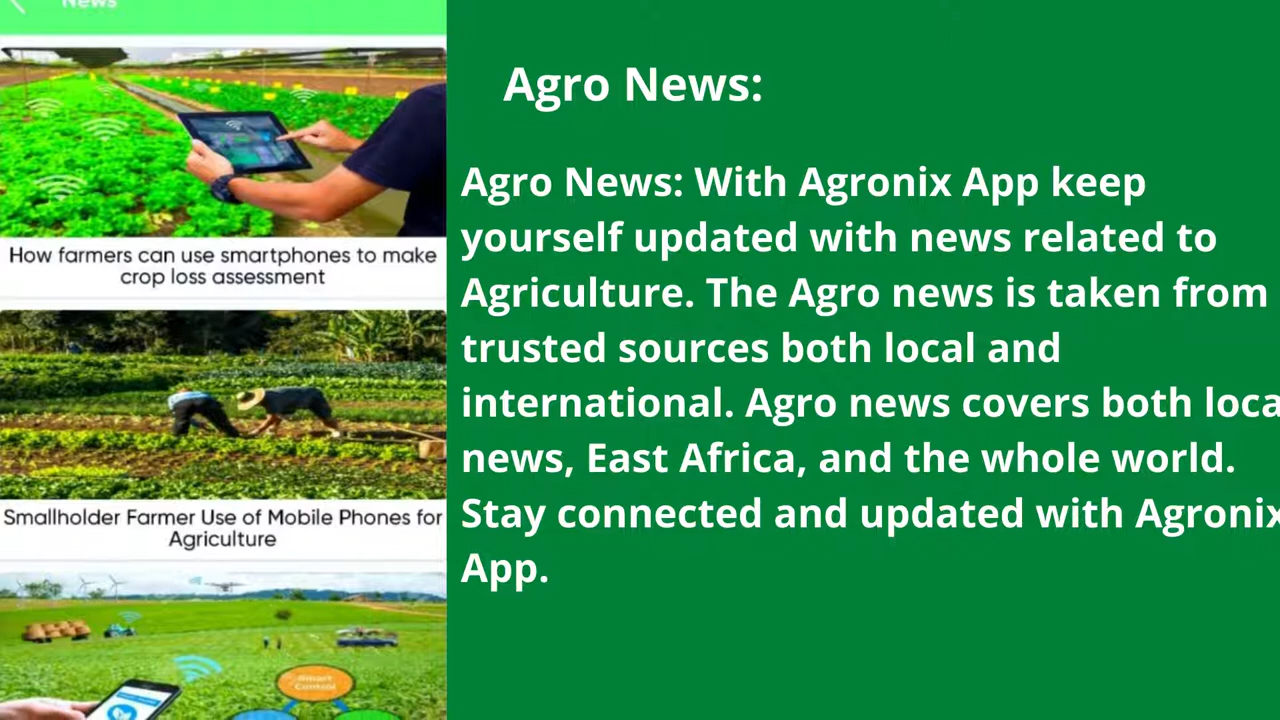 News
How farmers can use smartphones to make
crop loss assessment
Smallholder Farmer Use of Mobile Phones for
Agriculture
Smart
Control
Agro News:
Agro News: With Agronix App keep
yourself updated with news related to
Agriculture. The Agro news is taken from
trusted sources both local and
international. Agro news covers both loca
news, East Africa, and the whole world.
Stay connected and updated with Agronix
App.